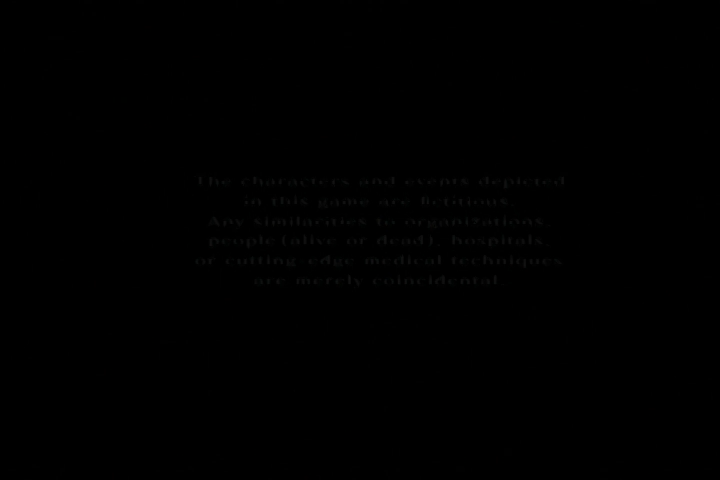 The characters and events depicted
in this game are fictitious.
Any similarities to organizations,
people (alive or dead), hospitals,
or cutting-edge medical techniques
are merely coincidental.